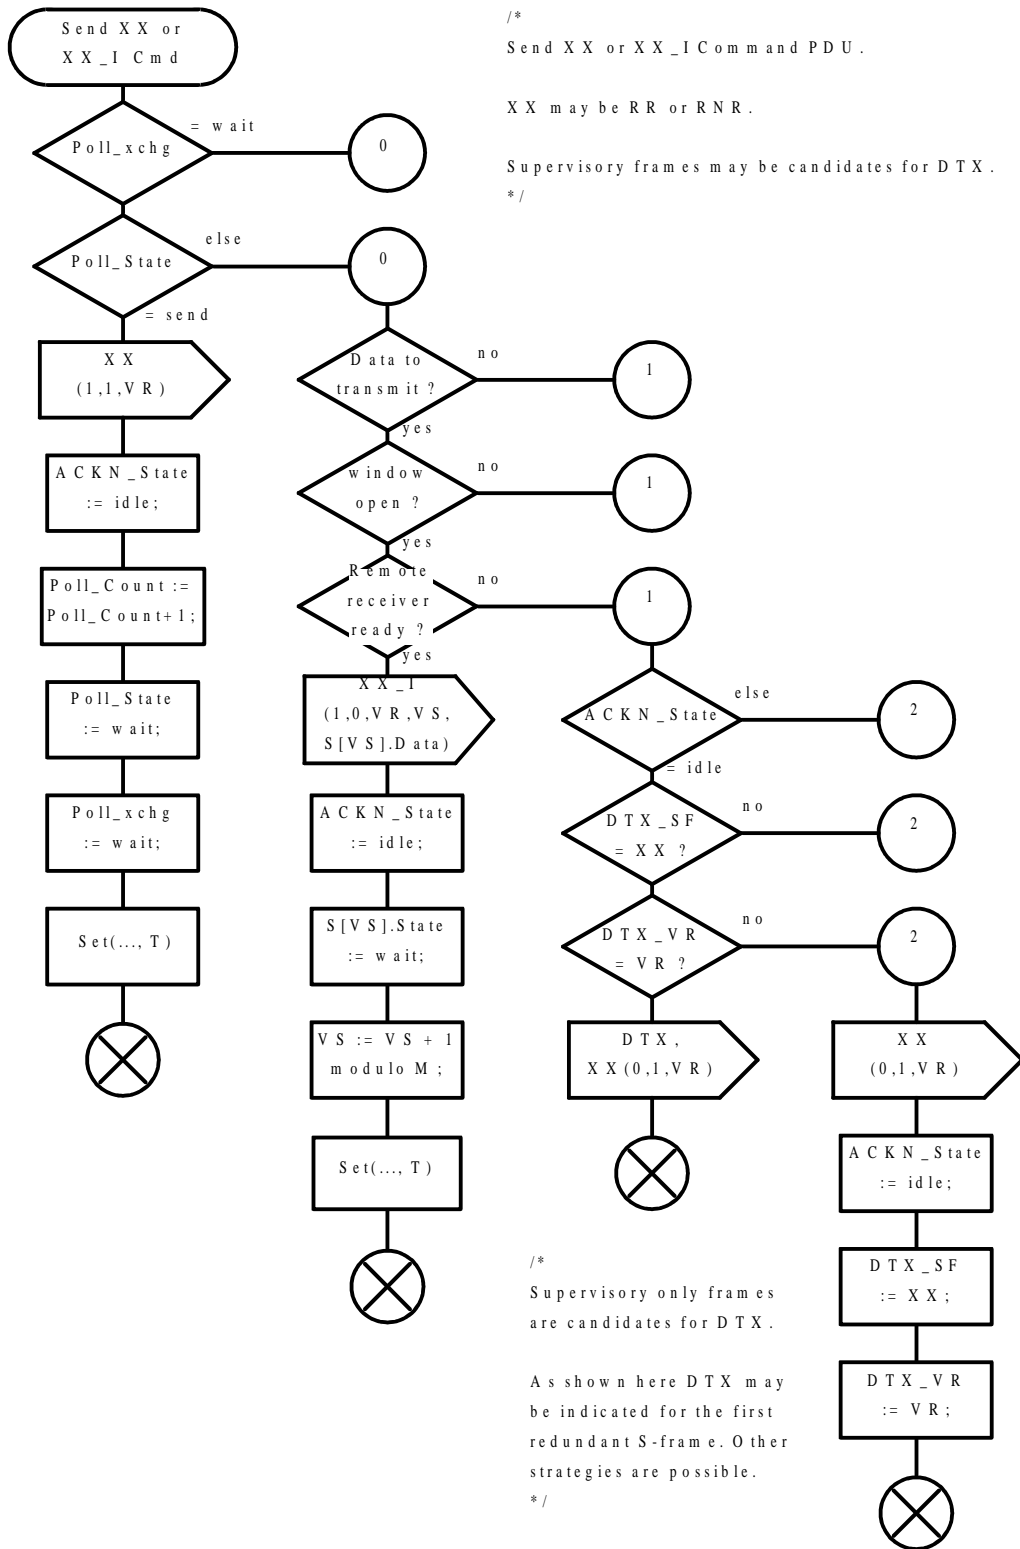 Send XX or
XX_I Cmd
/*
Send XX or XX_I Command PDU.
XX may be RR or RNR.
Supervisory frames may be candidates for DTX.
*/
Poll_xchg
= wait
0
Poll_State
else
0
= send
XX
(1,1,VR)
ACKN_State
:= idle;
Poll_Count :=
Poll_Count+1;
Poll_State
:= wait;
Poll_xchg
:= wait;
Set(..., T)
Data to
transmit ?
no
1
yes
window
open ?
no
1
yes
Remote
receiver
ready ?
no
1
yes
XX_I
(1,0,VR,VS,
S[VS].Data)
ACKN_State
:= idle;
S[VS].State
:= wait;
VS := VS + 1
modulo M;
Set(..., T)
ACKN_State
else
2
= idle
DTX_SF
= XX ?
no
2
DTX_VR
= VR ?
no
2
DTX,
XX(0,1,VR)
XX
(0,1,VR)
ACKN_State
:= idle;
DTX_SF
:= XX;
DTX_VR
:= VR;
/*
Supervisory only frames
are candidates for DTX.
As shown here DTX may
be indicated for the first
redundant S-frame. Other
strategies are possible.
*/